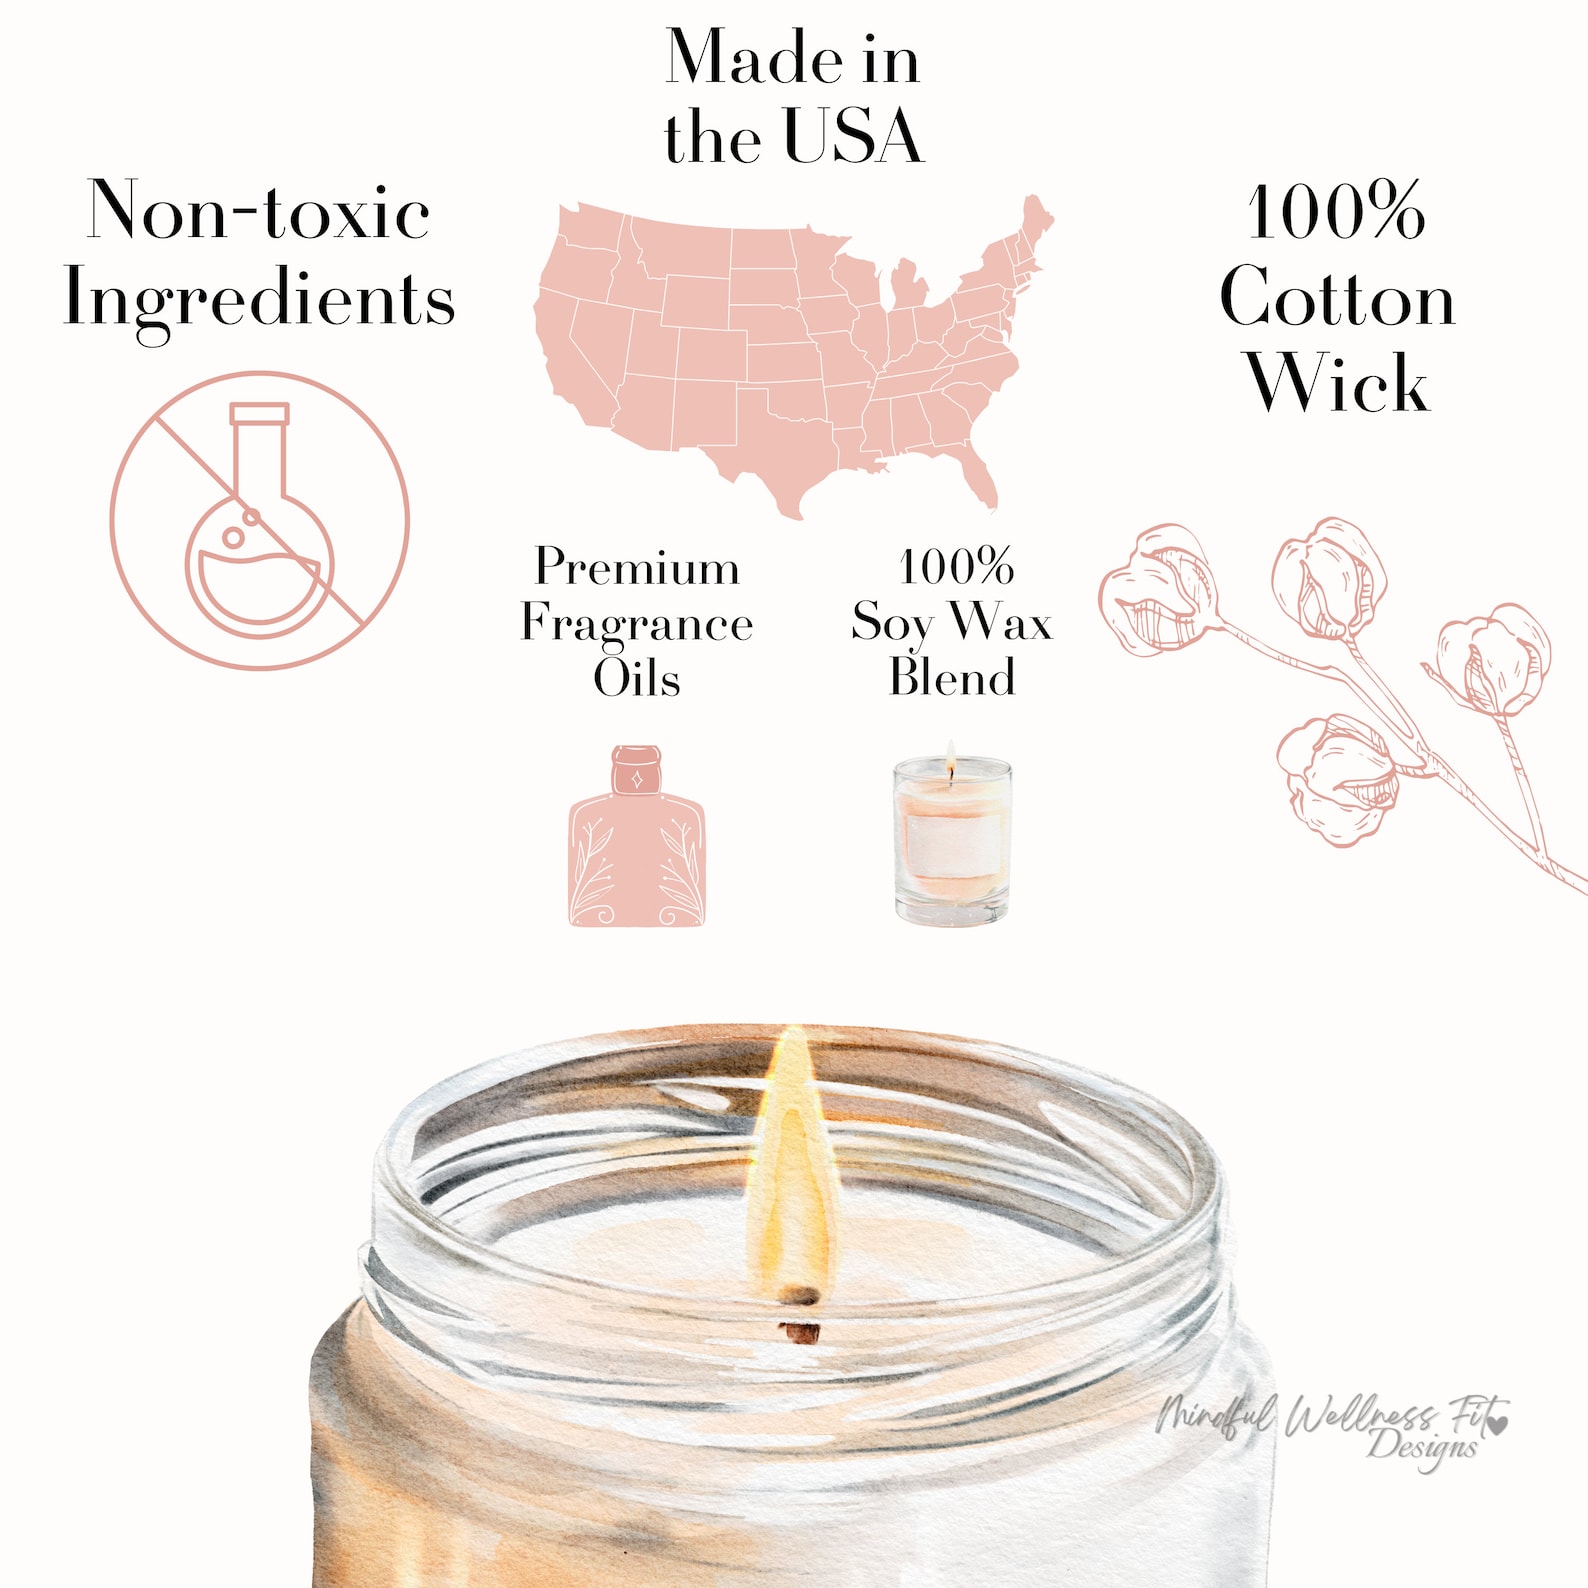 Made in
the USA
Non-toxic
Ingredients
100%
Cotton
Wick
Premium
Fragrance
Oils
100%
Soy Wax
Blend
Mindful Wellness Fit
Designs